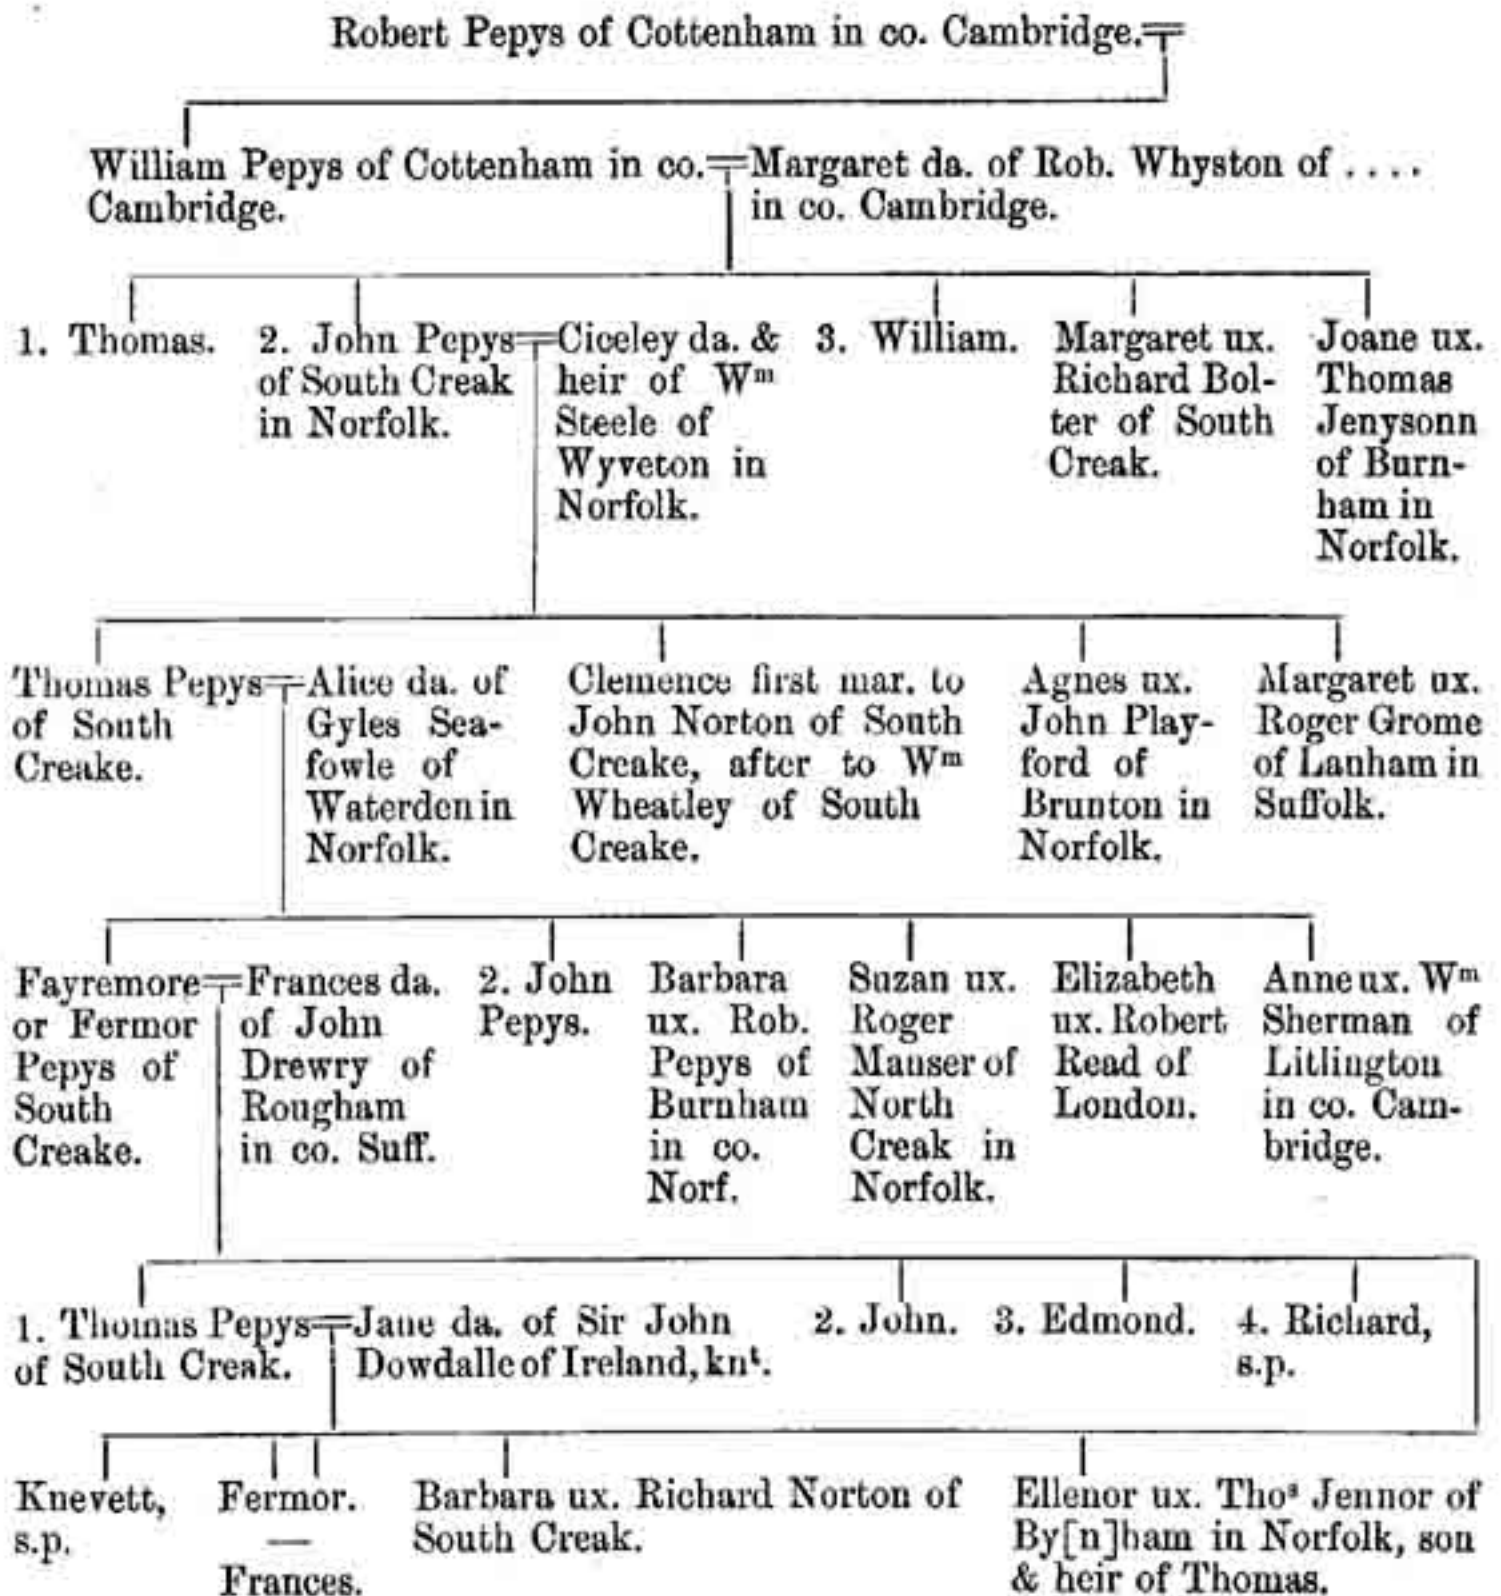 Robert Pepys of Cottenham in co. Cambridge.
William Pepys of Cottenham in co.
Cambridge.
Margaret da. of Rob. Whyston of ....
in co. Cambridge.
1. Thomas.
2. John Pepys
of South Creak
in Norfolk.
Ciceley da. &
heir of Wᵐ
Steele of
Wyveton in
Norfolk.
3. William.
Margaret ux.
Richard Bol-
ter of South
Creak.
Joane ux.
Thomas
Jenysonn
of Burn-
ham in
Norfolk.
Thomas Pepys
of South
Creake.
Alice da. of
Gyles Sea-
fowle of
Waterden in
Norfolk.
Clemence first mar. to
John Norton of South
Creake, after to Wᵐ
Wheatley of South
Creake.
Agnes ux.
John Play-
ford of
Brunton in
Norfolk.
Margaret ux.
Roger Grome
of Lanham in
Suffolk.
Fayremore
or Fermor
Pepys of
South
Creake.
Frances da.
of John
Drewry of
Rougham
in co. Suff.
2. John
Pepys.
Barbara
ux. Rob.
Pepys of
Burnham
in co.
Norf.
Suzan ux.
Roger
Manser of
North
Creak in
Norfolk.
Elizabeth
ux. Robert
Read of
London.
Anne ux. Wᵐ
Sherman of
Litlington
in co. Cam-
bridge.
1. Thomas Pepys
of South Creak.
Jane da. of Sir John
Dowdalle of Ireland, knᵗ.
2. John.
3. Edmond.
4. Richard,
s.p.
Knevett,
s.p.
Fermor.
—
Frances.
Barbara ux. Richard Norton of
South Creak.
Ellenor ux. Thoˢ Jennor of
By[n]ham in Norfolk, son
& heir of Thomas.